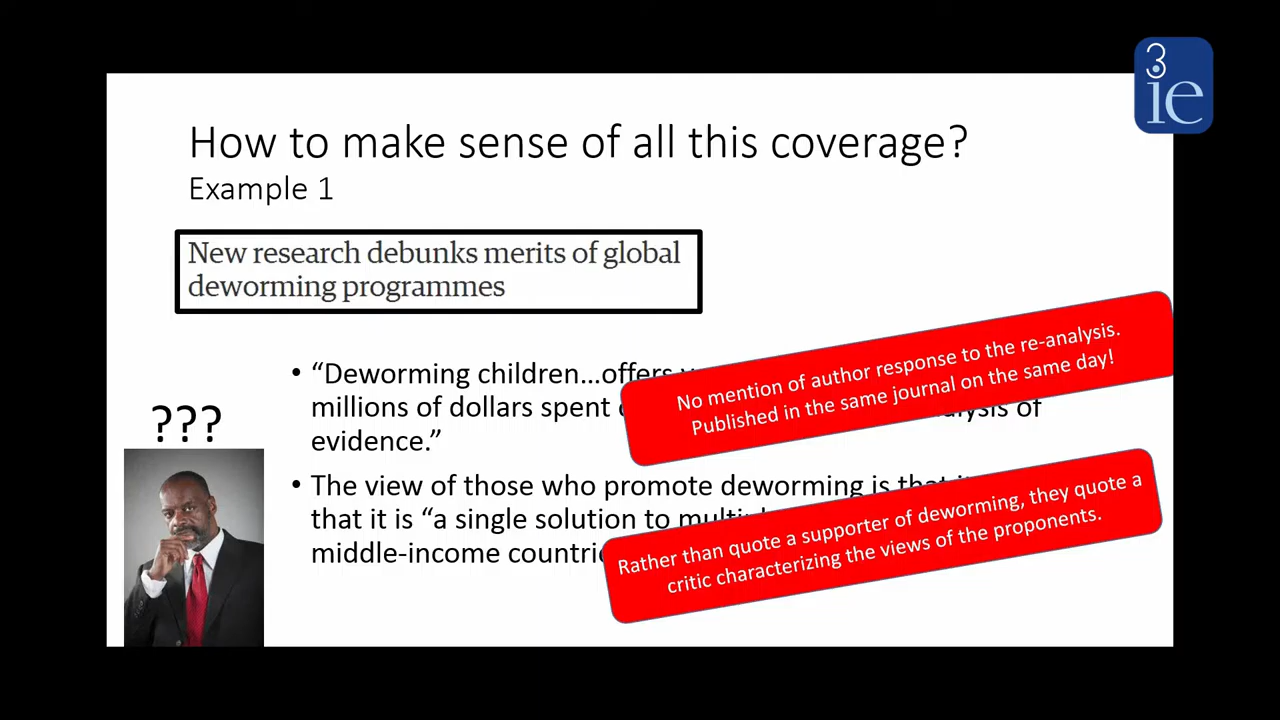 3ie
How to make sense of all this coverage?
Example 1
New research debunks merits of global
deworming programmes
• “Deworming children…offers
millions of dollars spent
of
evidence.”
No mention of author response to the re-analysis.
Published in the same journal on the same day!
???
• The view of those who promote deworming is that
that it is “a single solution to
middle-income
Rather than quote a supporter of deworming, they quote a
critic characterizing the views of the proponents.